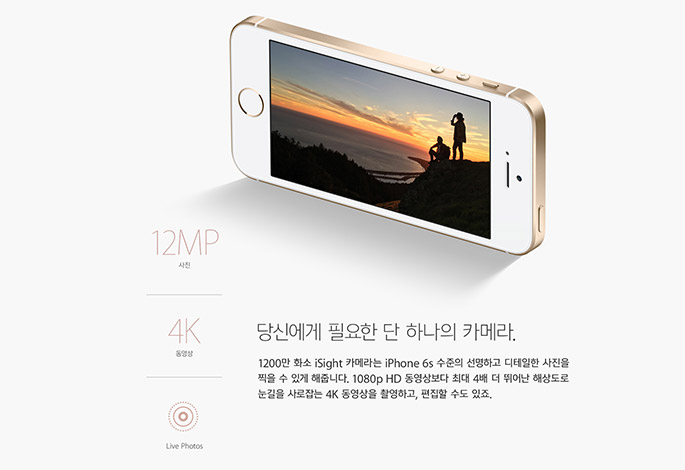 12MP
사진
4K
동영상
Live Photos
당신에게 필요한 단 하나의 카메라.
1200만 화소 iSight 카메라는 iPhone 6s 수준의 선명하고 디테일한 사진을
찍을 수 있게 해줍니다. 1080p HD 동영상보다 최대 4배 더 뛰어난 해상도로
눈길을 사로잡는 4K 동영상을 촬영하고, 편집할 수도 있죠.